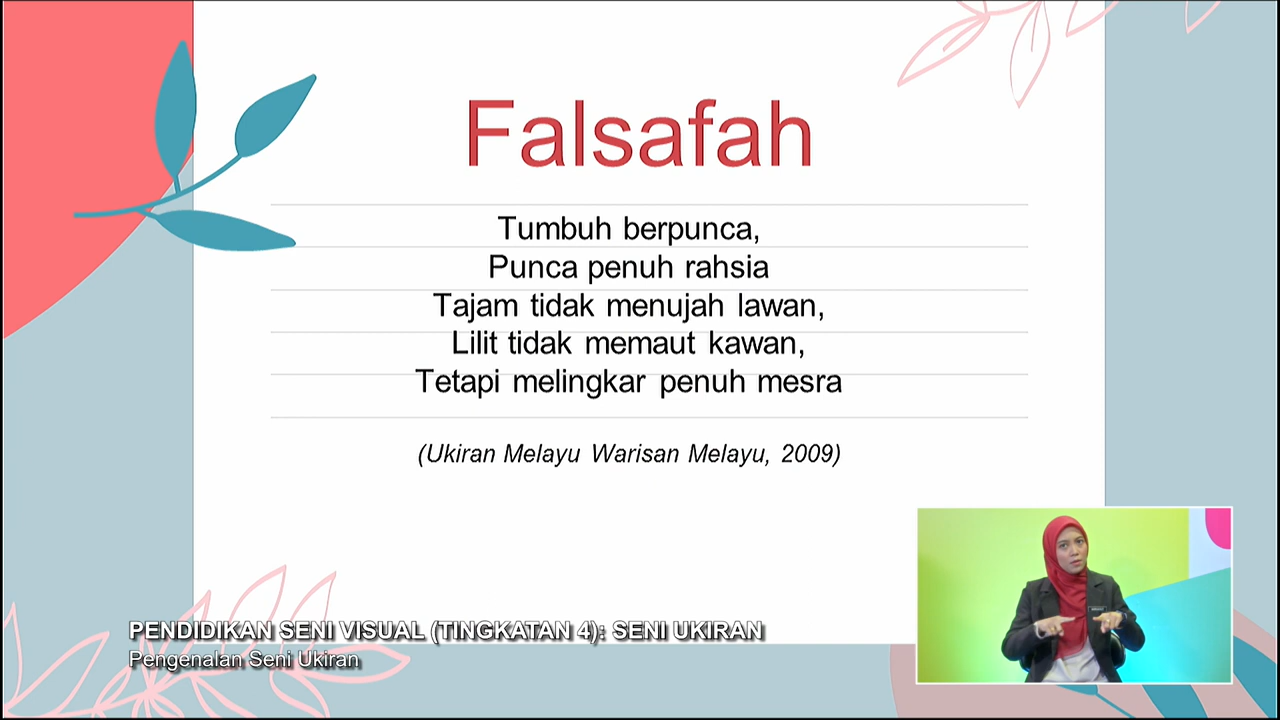 Falsafah
Tumbuh berpunca,
Punca penuh rahsia
Tajam tidak menujah lawan,
Lilit tidak memaut kawan,
Tetapi melingkar penuh mesra
(Ukiran Melayu Warisan Melayu, 2009)
PENDIDIKAN SENI VISUAL (TINGKATAN 4): SENI UKIRAN
Pengenalan Seni Ukiran